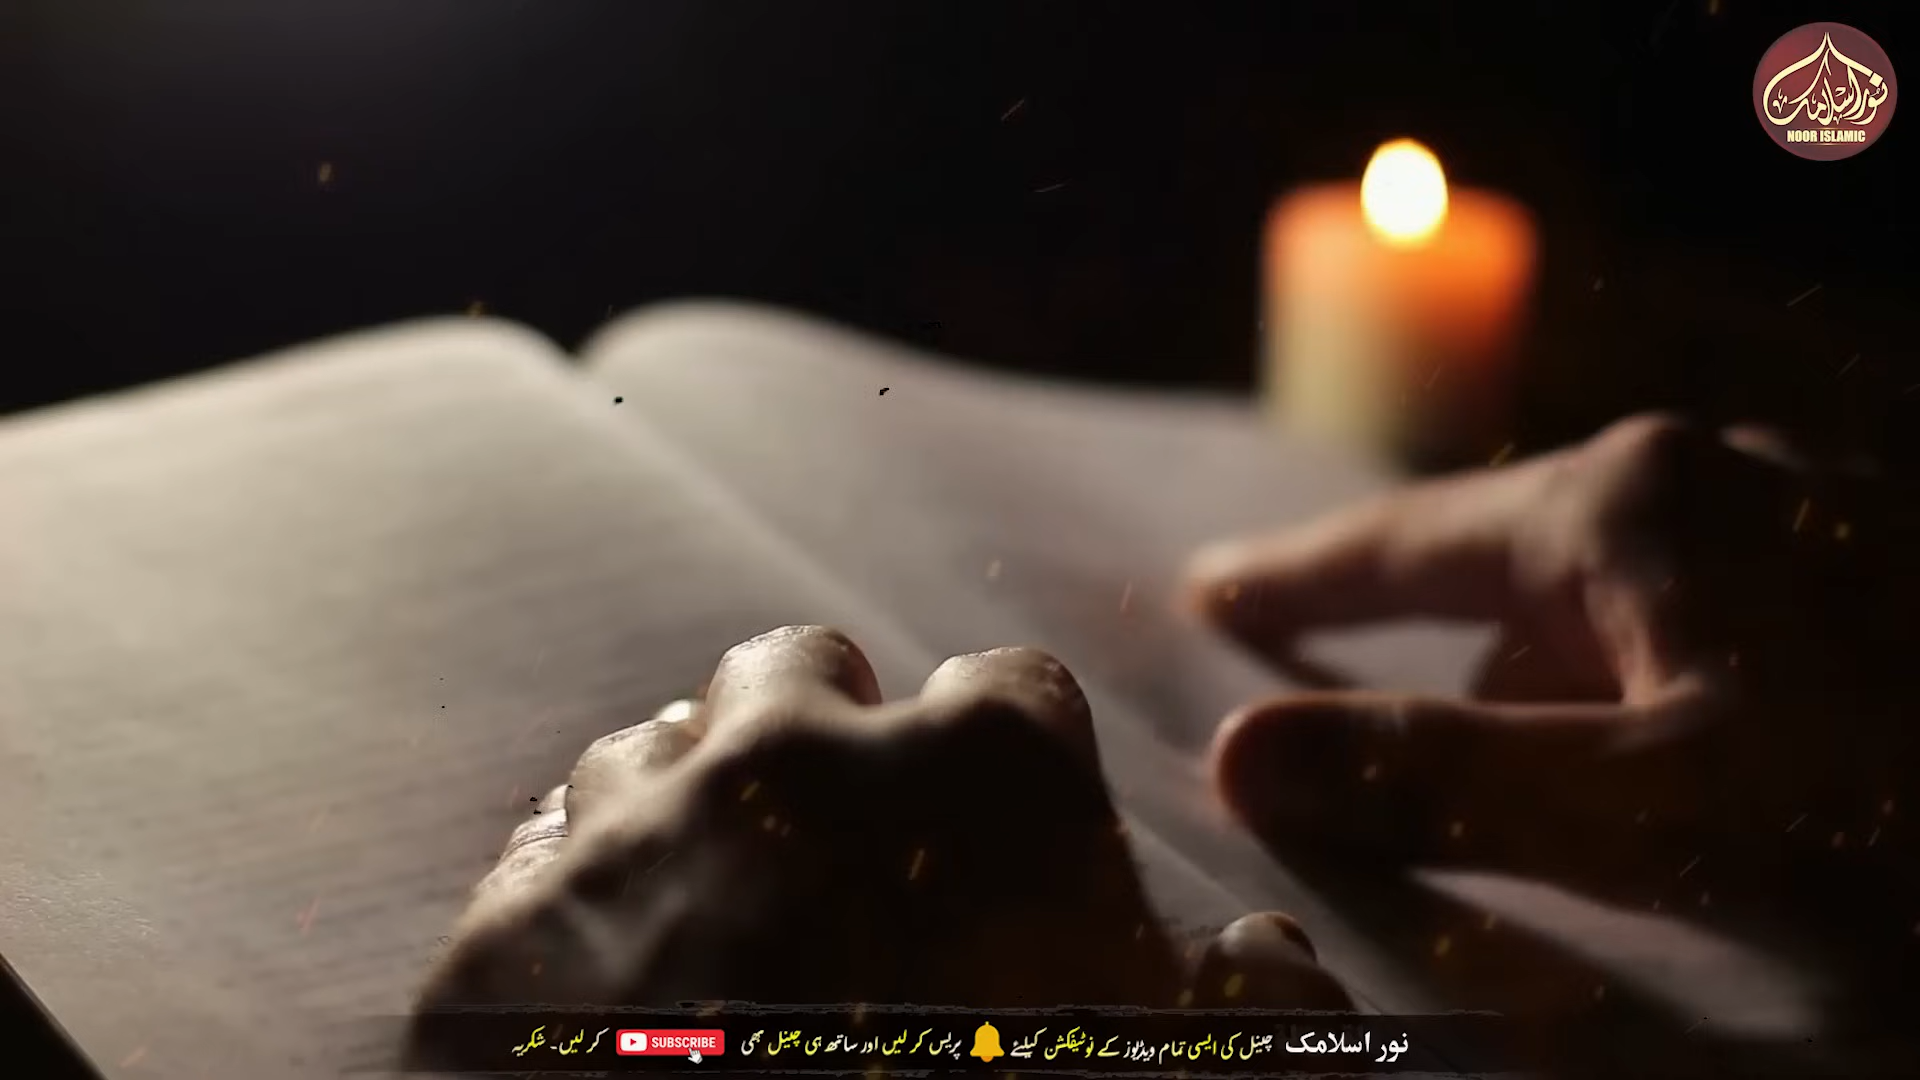 نور اسلامک
NOOR ISLAMIC
نور اسلامک چینل کی ایسی تمام ویڈیوز کے نوٹیفکشن کیلئے پریس کر لیں اور ساتھ ہی چینل بھی SUBSCRIBE کر لیں۔ شکریہ